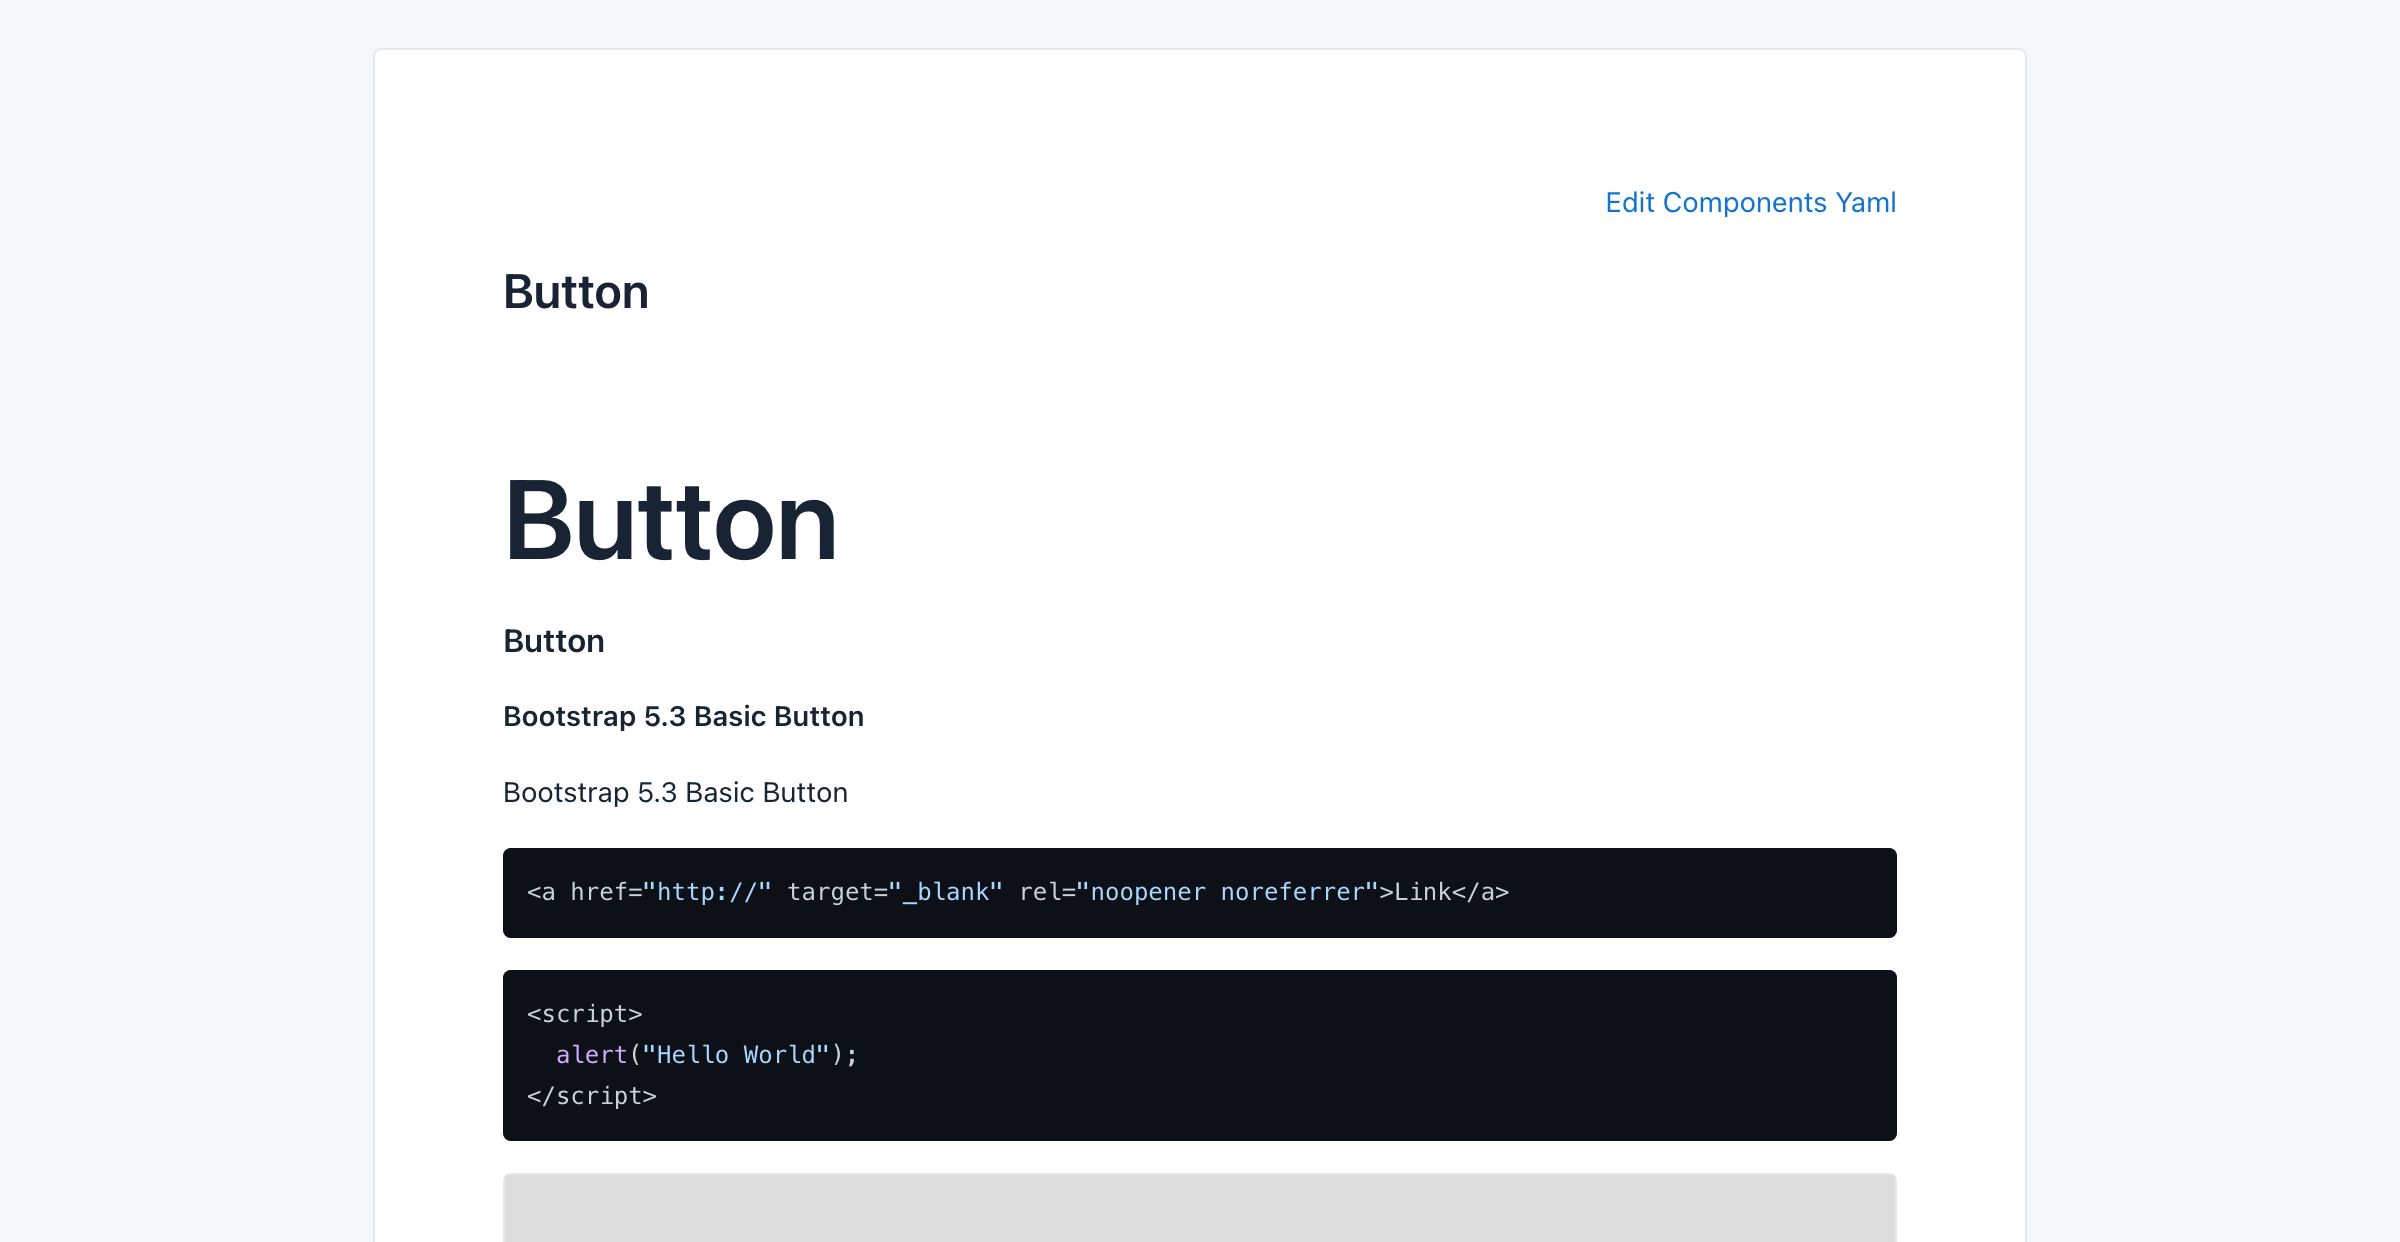 Edit Components Yaml
Button
Button
Button
Bootstrap 5.3 Basic Button
Bootstrap 5.3 Basic Button
<a href="http://" target="_blank" rel="noopener noreferrer">Link</a>
<script>
  alert("Hello World");
</script>